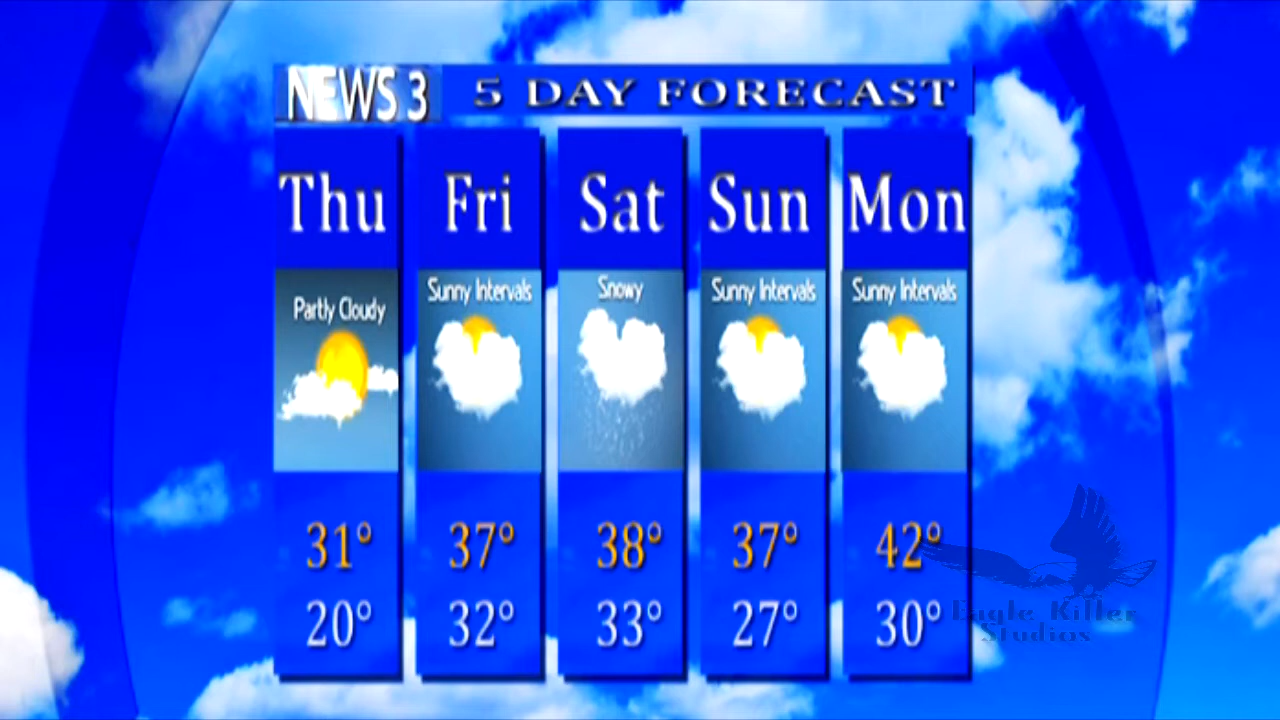 NEWS 3 5 DAY FORECAST
Thu Fri Sat Sun Mon
Partly Cloudy Sunny Intervals Snowy Sunny Intervals Sunny Intervals
31° 37° 38° 37° 42°
20° 32° 33° 27° 30°
Eagle Killer
Studios